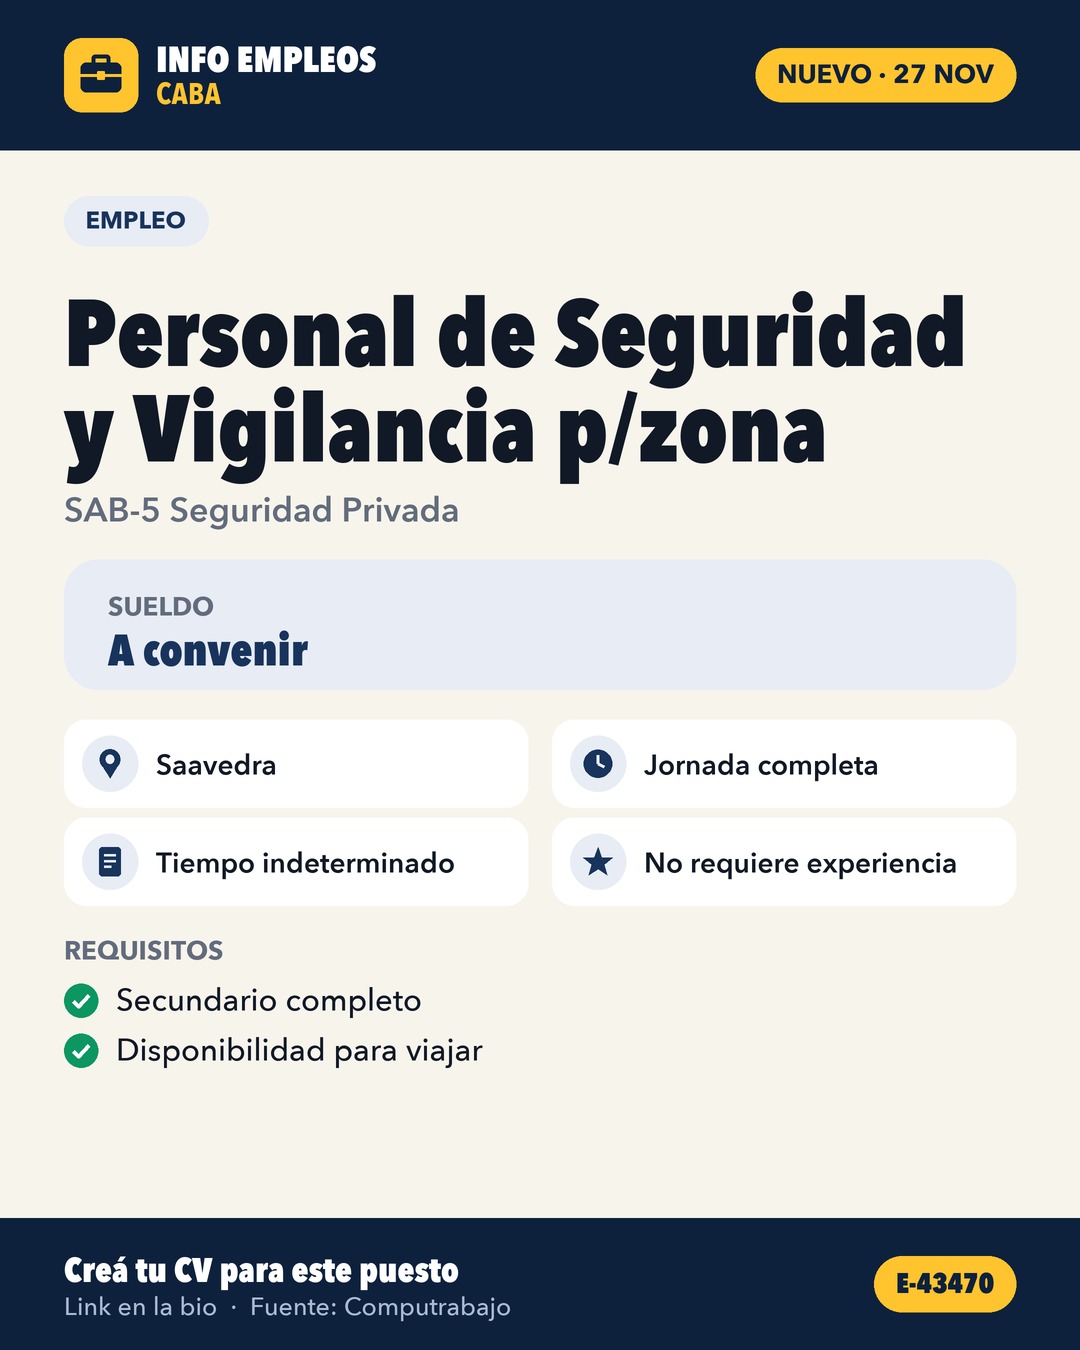 INFO EMPLEOS
CABA
NUEVO · 27 NOV
EMPLEO
Personal de Seguridad
y Vigilancia p/zona
SAB-5 Seguridad Privada
SUELDO
A convenir
Saavedra
Jornada completa
Tiempo indeterminado
No requiere experiencia
REQUISITOS
Secundario completo
Disponibilidad para viajar
Creá tu CV para este puesto
Link en la bio · Fuente: Computrabajo
E-43470